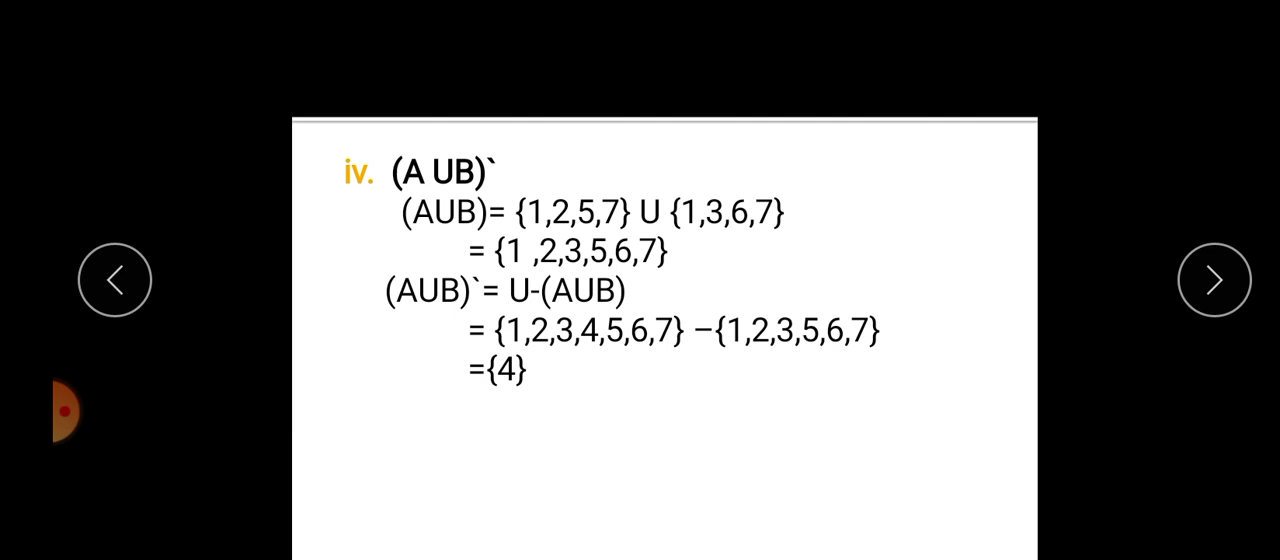 iv. (A UB)`
(AUB)= {1,2,5,7} U {1,3,6,7}
= {1 ,2,3,5,6,7}
(AUB)`= U-(AUB)
= {1,2,3,4,5,6,7} –{1,2,3,5,6,7}
={4}